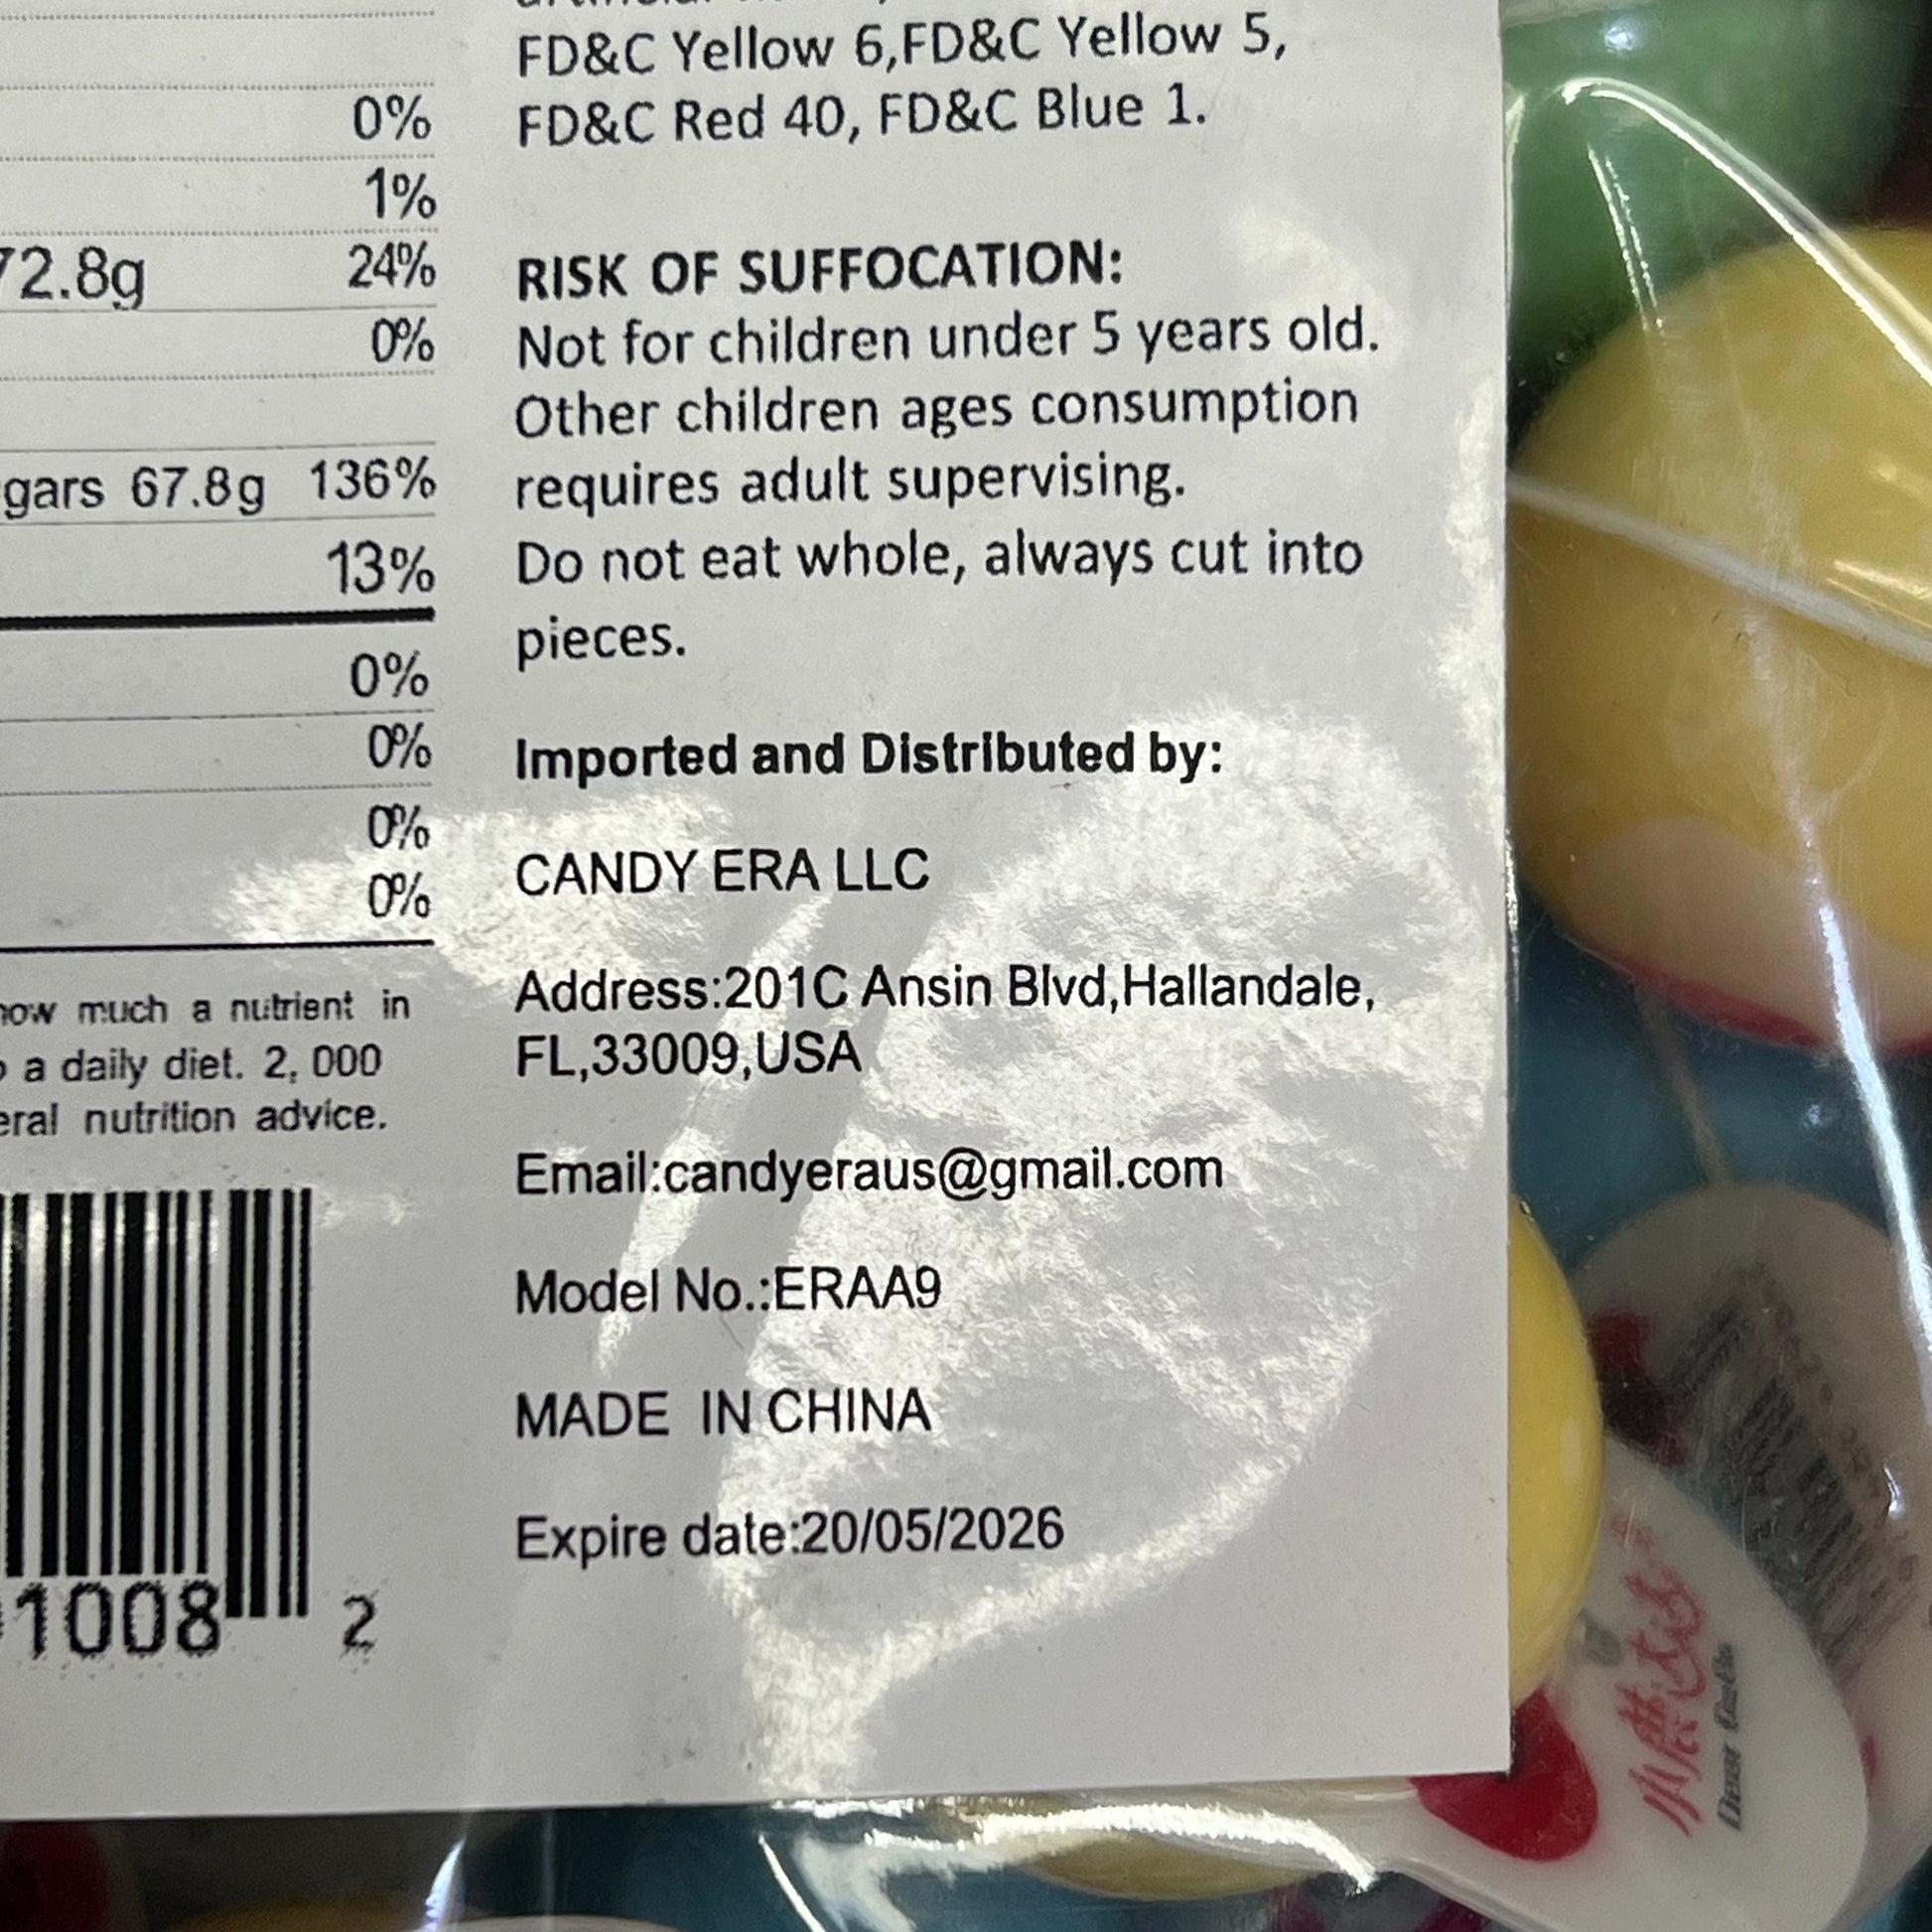 FD&C Yellow 6,FD&C Yellow 5,
FD&C Red 40, FD&C Blue 1.
0%
1%
72.8g 24%
0%
gars 67.8g 136%
13%
0%
0%
0%
0%
how much a nutrient in
a daily diet. 2, 000
eral nutrition advice.
1008 2
RISK OF SUFFOCATION:
Not for children under 5 years old.
Other children ages consumption
requires adult supervising.
Do not eat whole, always cut into
pieces.
Imported and Distributed by:
CANDY ERA LLC
Address:201C Ansin Blvd,Hallandale,
FL,33009,USA
Email:candyeraus@gmail.com
Model No.:ERAA9
MADE IN CHINA
Expire date:20/05/2026